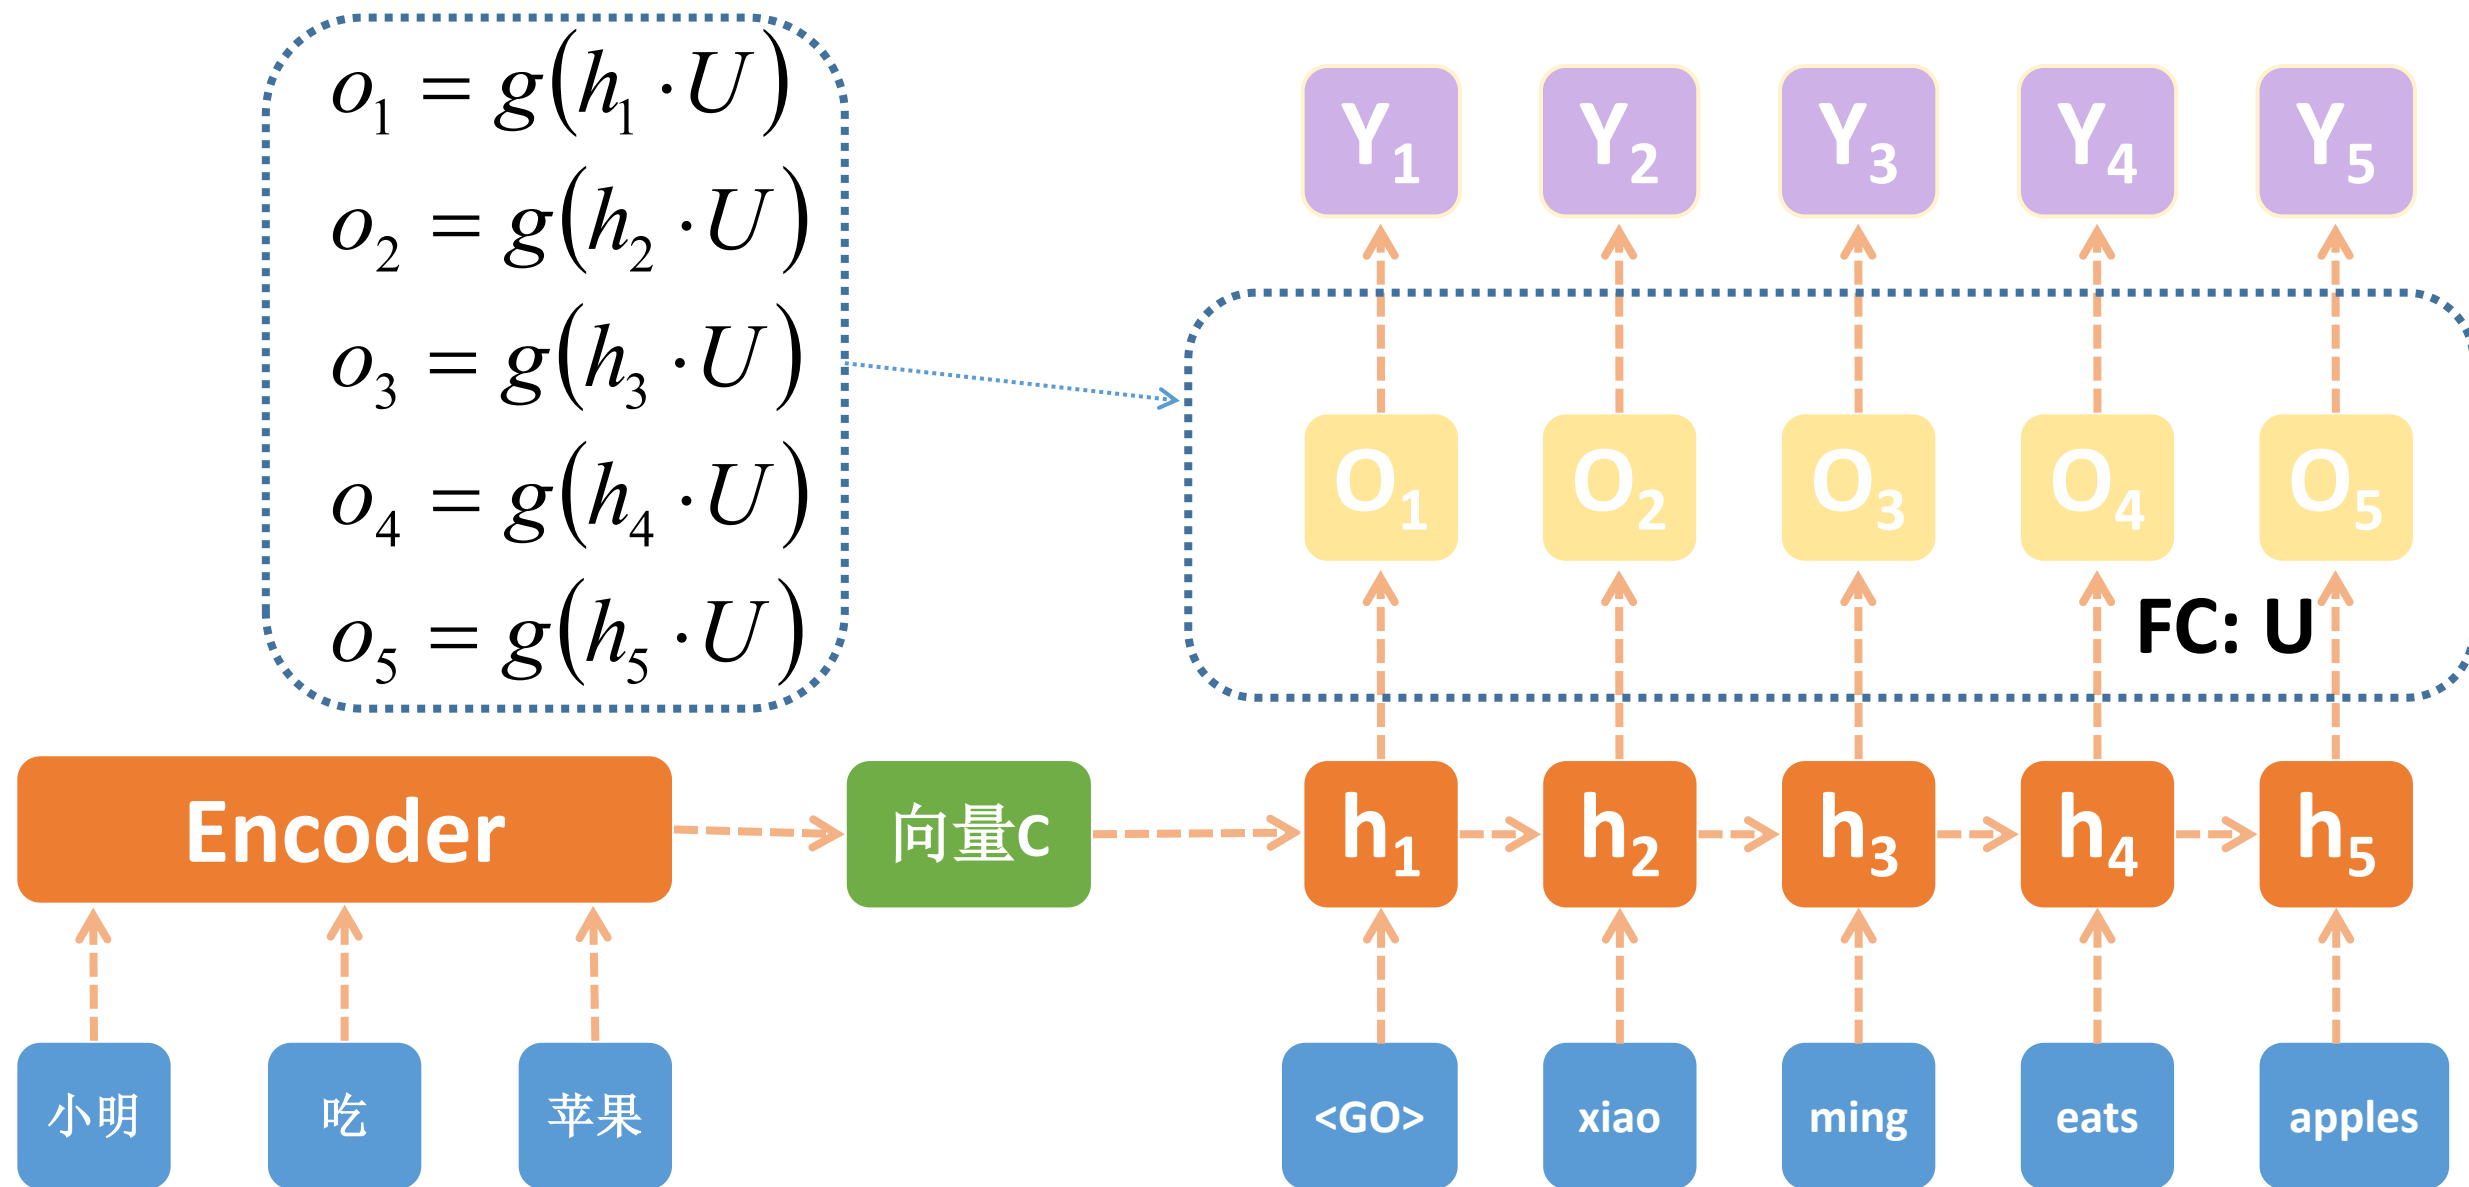 o₁ = g(h₁ · U)
o₂ = g(h₂ · U)
o₃ = g(h₃ · U)
o₄ = g(h₄ · U)
o₅ = g(h₅ · U)
Y₁ Y₂ Y₃ Y₄ Y₅
O₁ O₂ O₃ O₄ O₅
FC: U
Encoder 向量C h₁ h₂ h₃ h₄ h₅
小明 吃 苹果 <GO> xiao ming eats apples